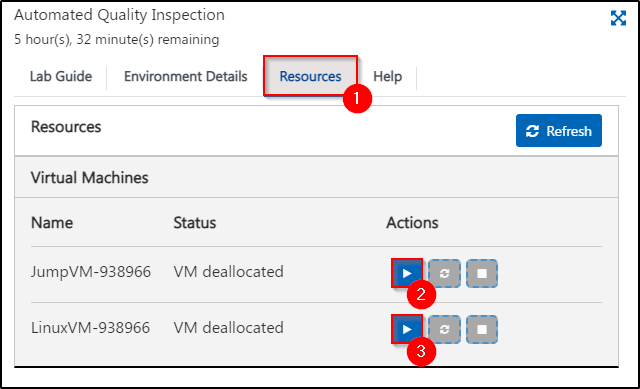 Automated Quality Inspection
5 hour(s), 32 minute(s) remaining
Lab Guide Environment Details Resources Help
1
Resources Refresh
Virtual Machines
Name Status Actions
JumpVM-938966 VM deallocated
2
LinuxVM-938966 VM deallocated
3